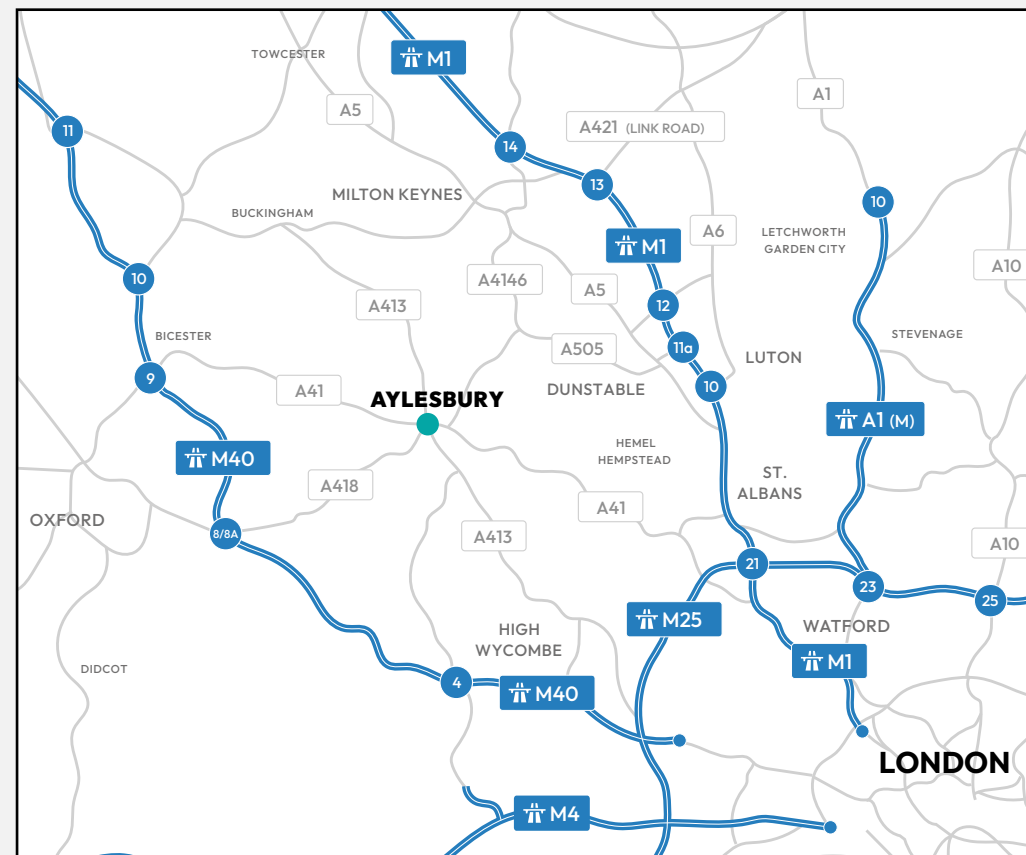 TOWCESTER
M1
A1
A5
A421 (LINK ROAD)
11
14
13
MILTON KEYNES
10
BUCKINGHAM
A6
LETCHWORTH
GARDEN CITY
M1
A10
10
A4146
A5
A413
12
BICESTER
STEVENAGE
A505
11a
LUTON
9
A41
DUNSTABLE
10
AYLESBURY
A1 (M)
HEMEL
HEMPSTEAD
M40
ST.
ALBANS
A418
A41
OXFORD
8/8A
A413
A10
21
23
25
M25
HIGH
WYCOMBE
WATFORD
DIDCOT
M1
4
M40
LONDON
M4